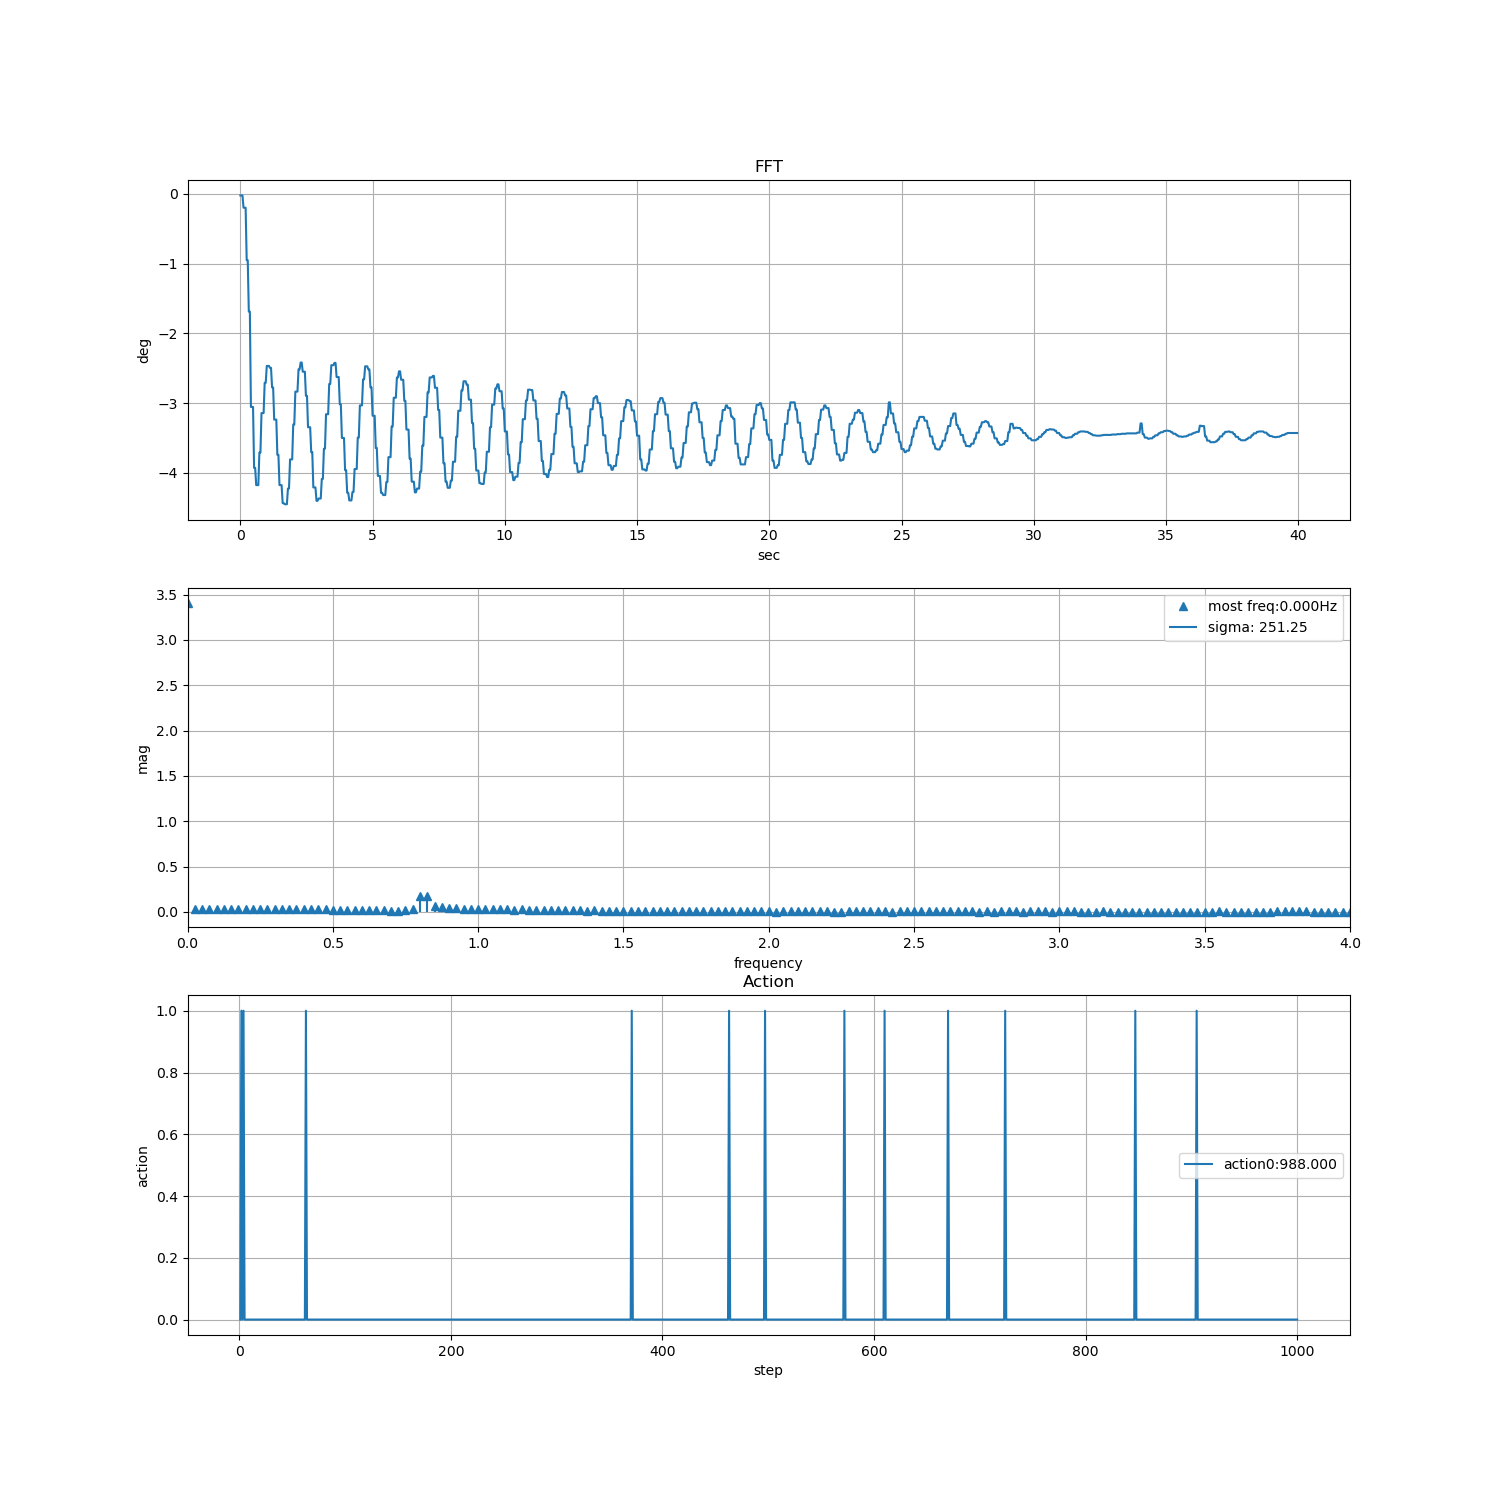 FFT
0
−1
−2
−3
−4
deg
0 5 10 15 20 25 30 35 40
sec
3.5
3.0
2.5
2.0
1.5
1.0
0.5
0.0
mag
most freq:0.000Hz
sigma: 251.25
0.0 0.5 1.0 1.5 2.0 2.5 3.0 3.5 4.0
frequency
Action
1.0
0.8
0.6
0.4
0.2
0.0
action
action0:988.000
0 200 400 600 800 1000
step